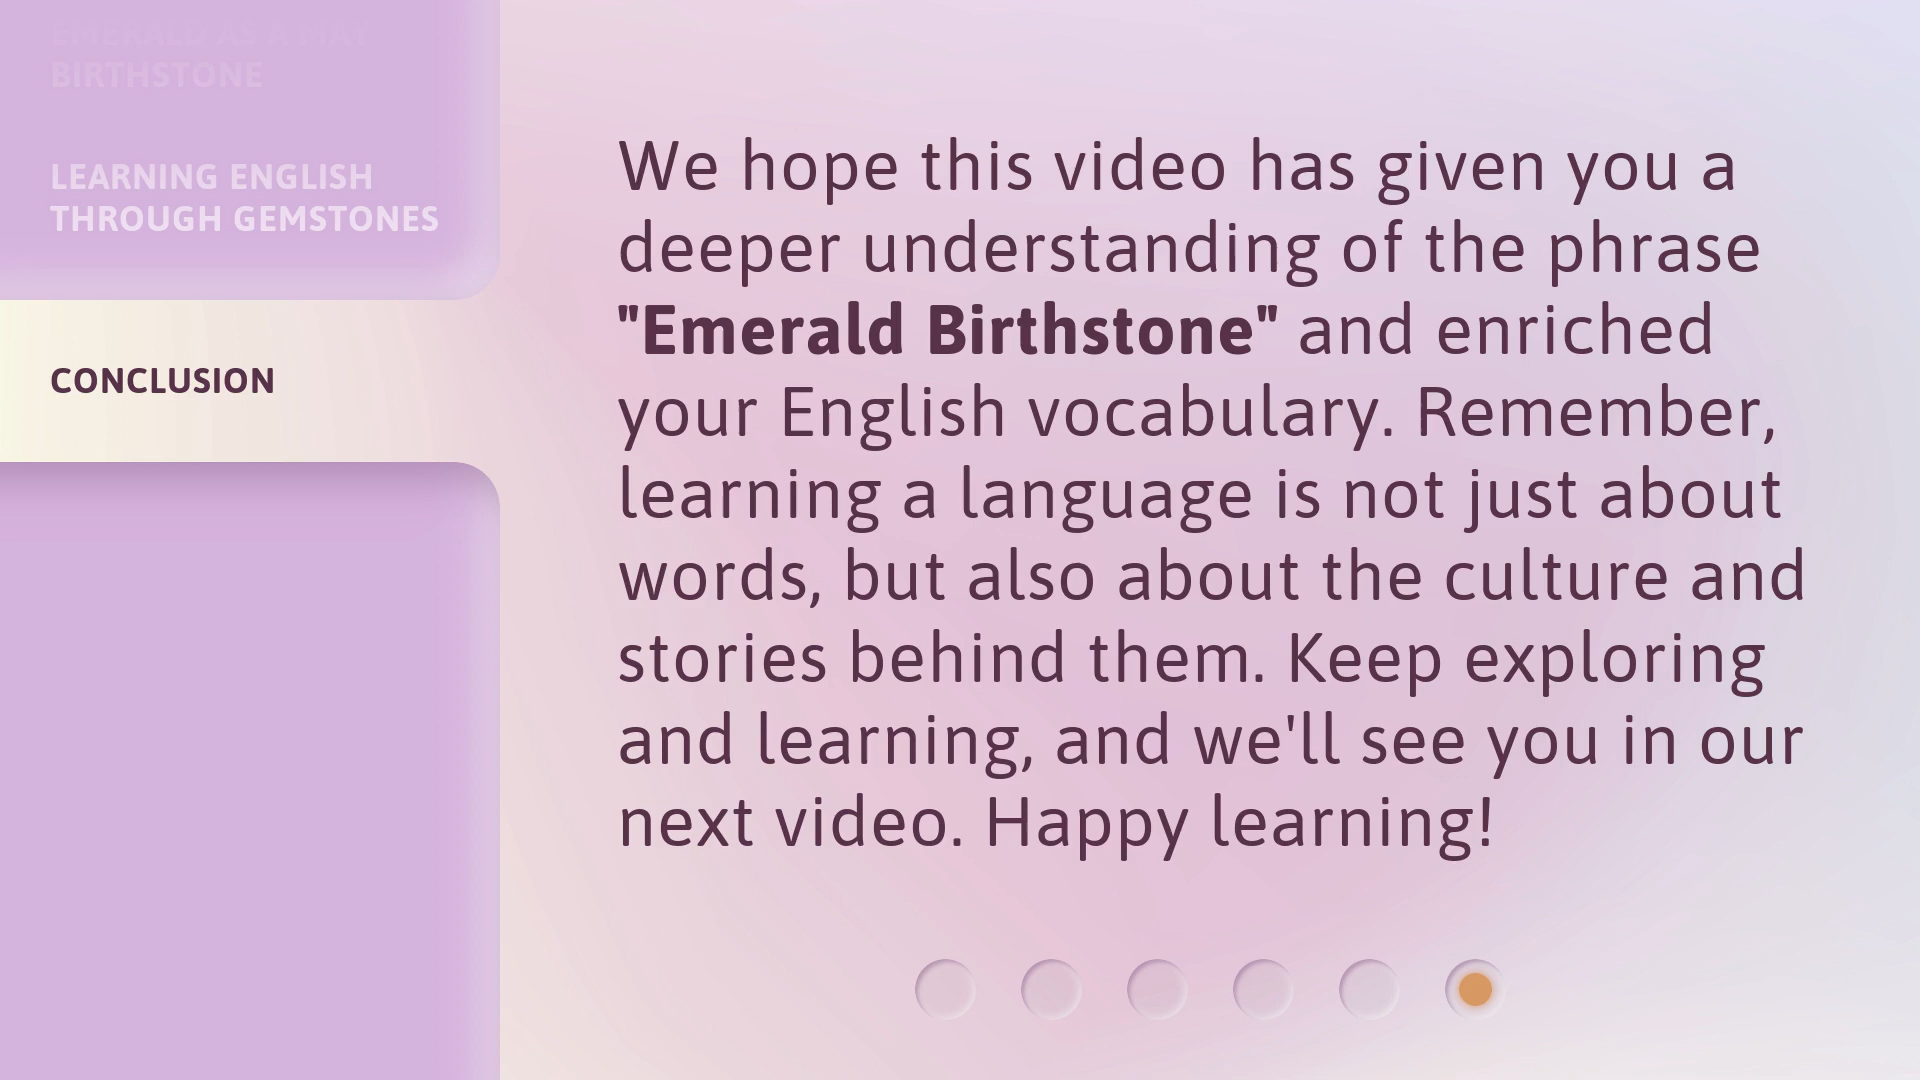 EMERALD AS A MAY
BIRTHSTONE
LEARNING ENGLISH
THROUGH GEMSTONES
CONCLUSION
We hope this video has given you a
deeper understanding of the phrase
"Emerald Birthstone" and enriched
your English vocabulary. Remember,
learning a language is not just about
words, but also about the culture and
stories behind them. Keep exploring
and learning, and we'll see you in our
next video. Happy learning!